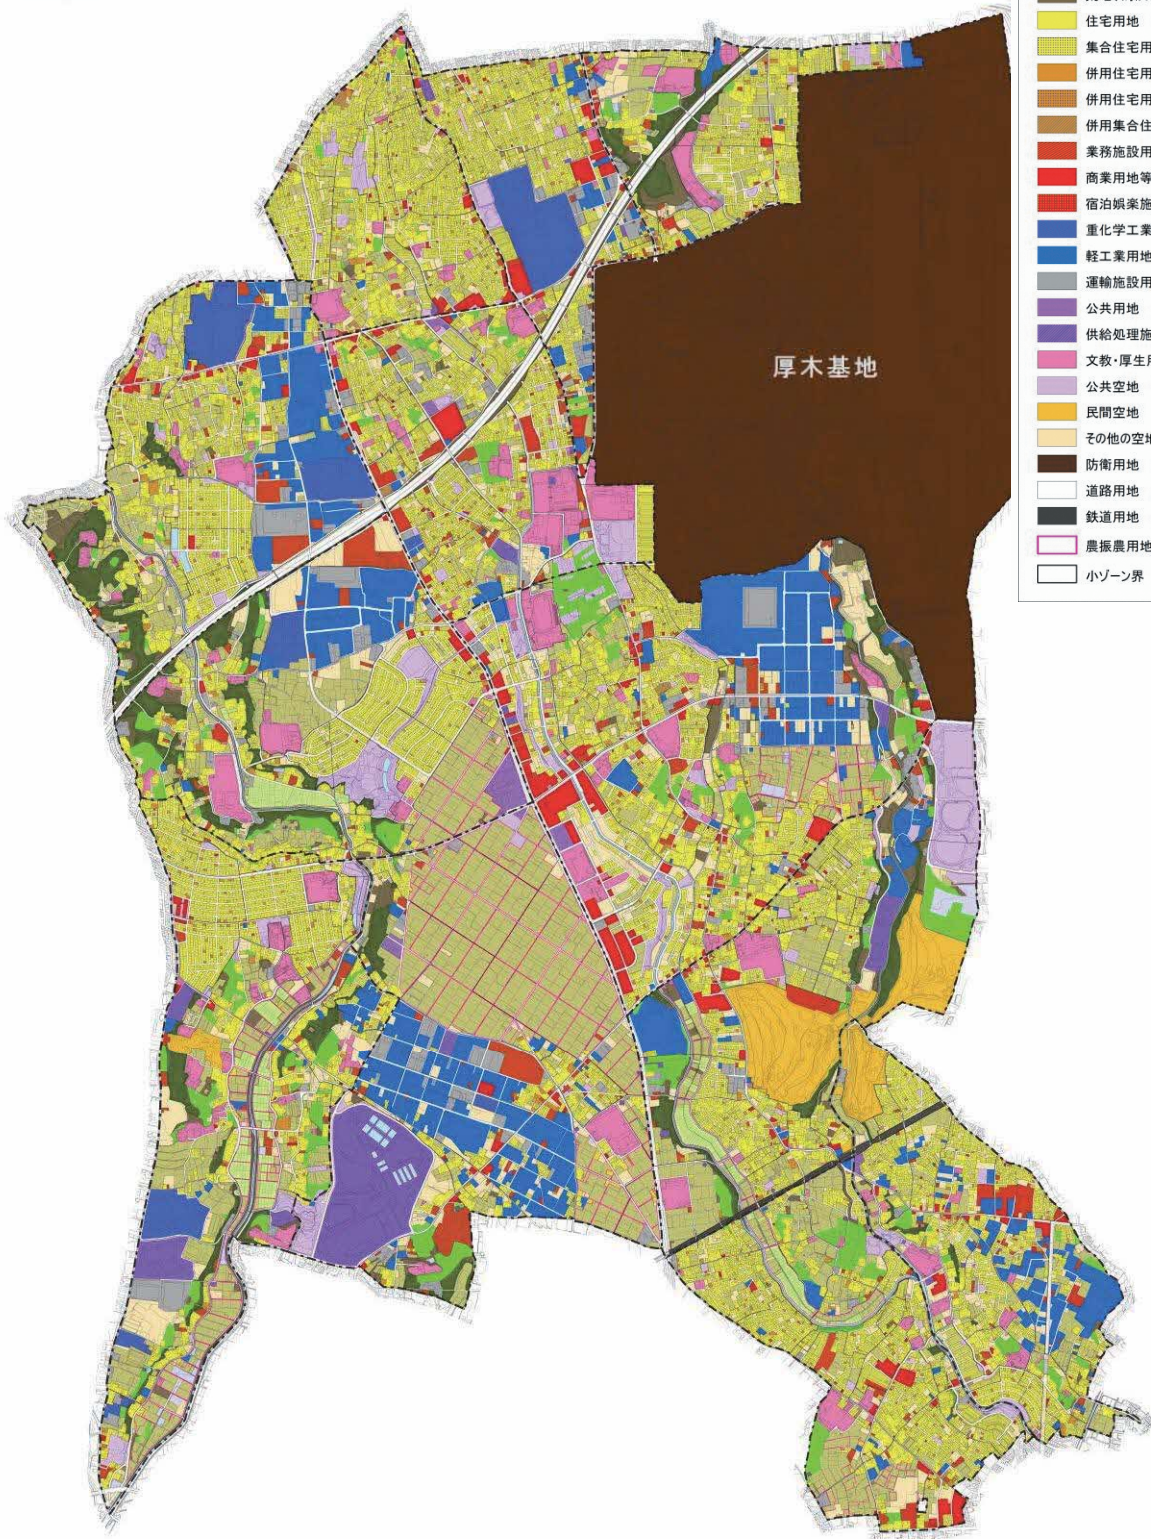 住宅用地
集合住宅用
併用住宅用
併用住宅用
併用集合住
業務施設用
商業用地等
宿泊娯楽施
重化学工業
軽工業用地
運輸施設用
公共用地
供給処理施
文教・厚生用
公共空地
民間空地
その他の空地
防衛用地
道路用地
鉄道用地
農振農用地
小ゾーン界
厚木基地